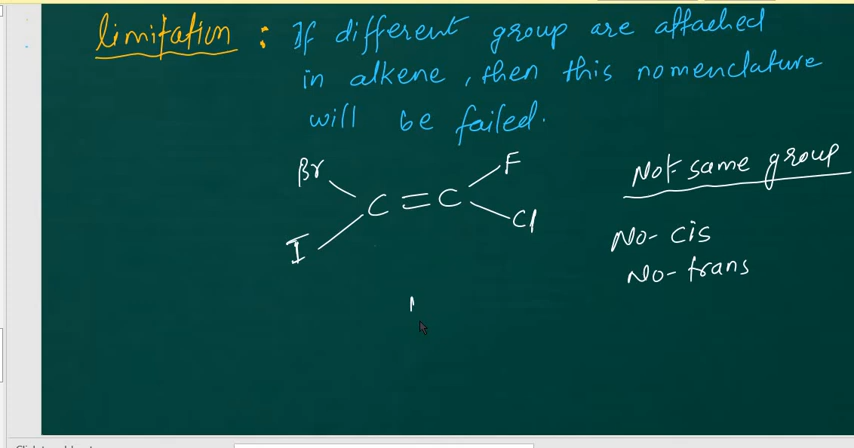 limitation : If different group are attached
in alkene, then this nomenclature
will be failed.
Br F
C = C
I Cl
Not same group
No- cis
No- trans